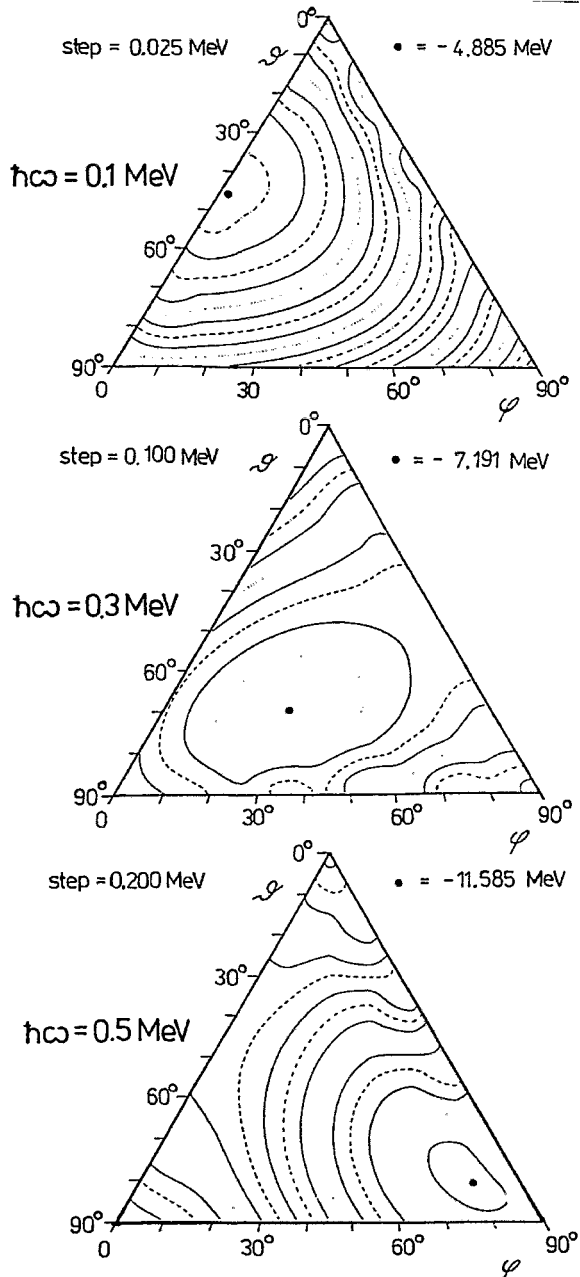 0°
step = 0.025 MeV
ϑ
• = - 4.885 MeV
30°
ħω = 0.1 MeV
60°
90°
0
30°
60°
90°
φ
0°
step = 0.100 MeV
ϑ
• = - 7.191 MeV
30°
ħω = 0.3 MeV
60°
90°
0
30°
60°
90°
φ
0°
step = 0.200 MeV
ϑ
• = -11.585 MeV
30°
ħω = 0.5 MeV
60°
90°
0
30°
60°
90°
φ